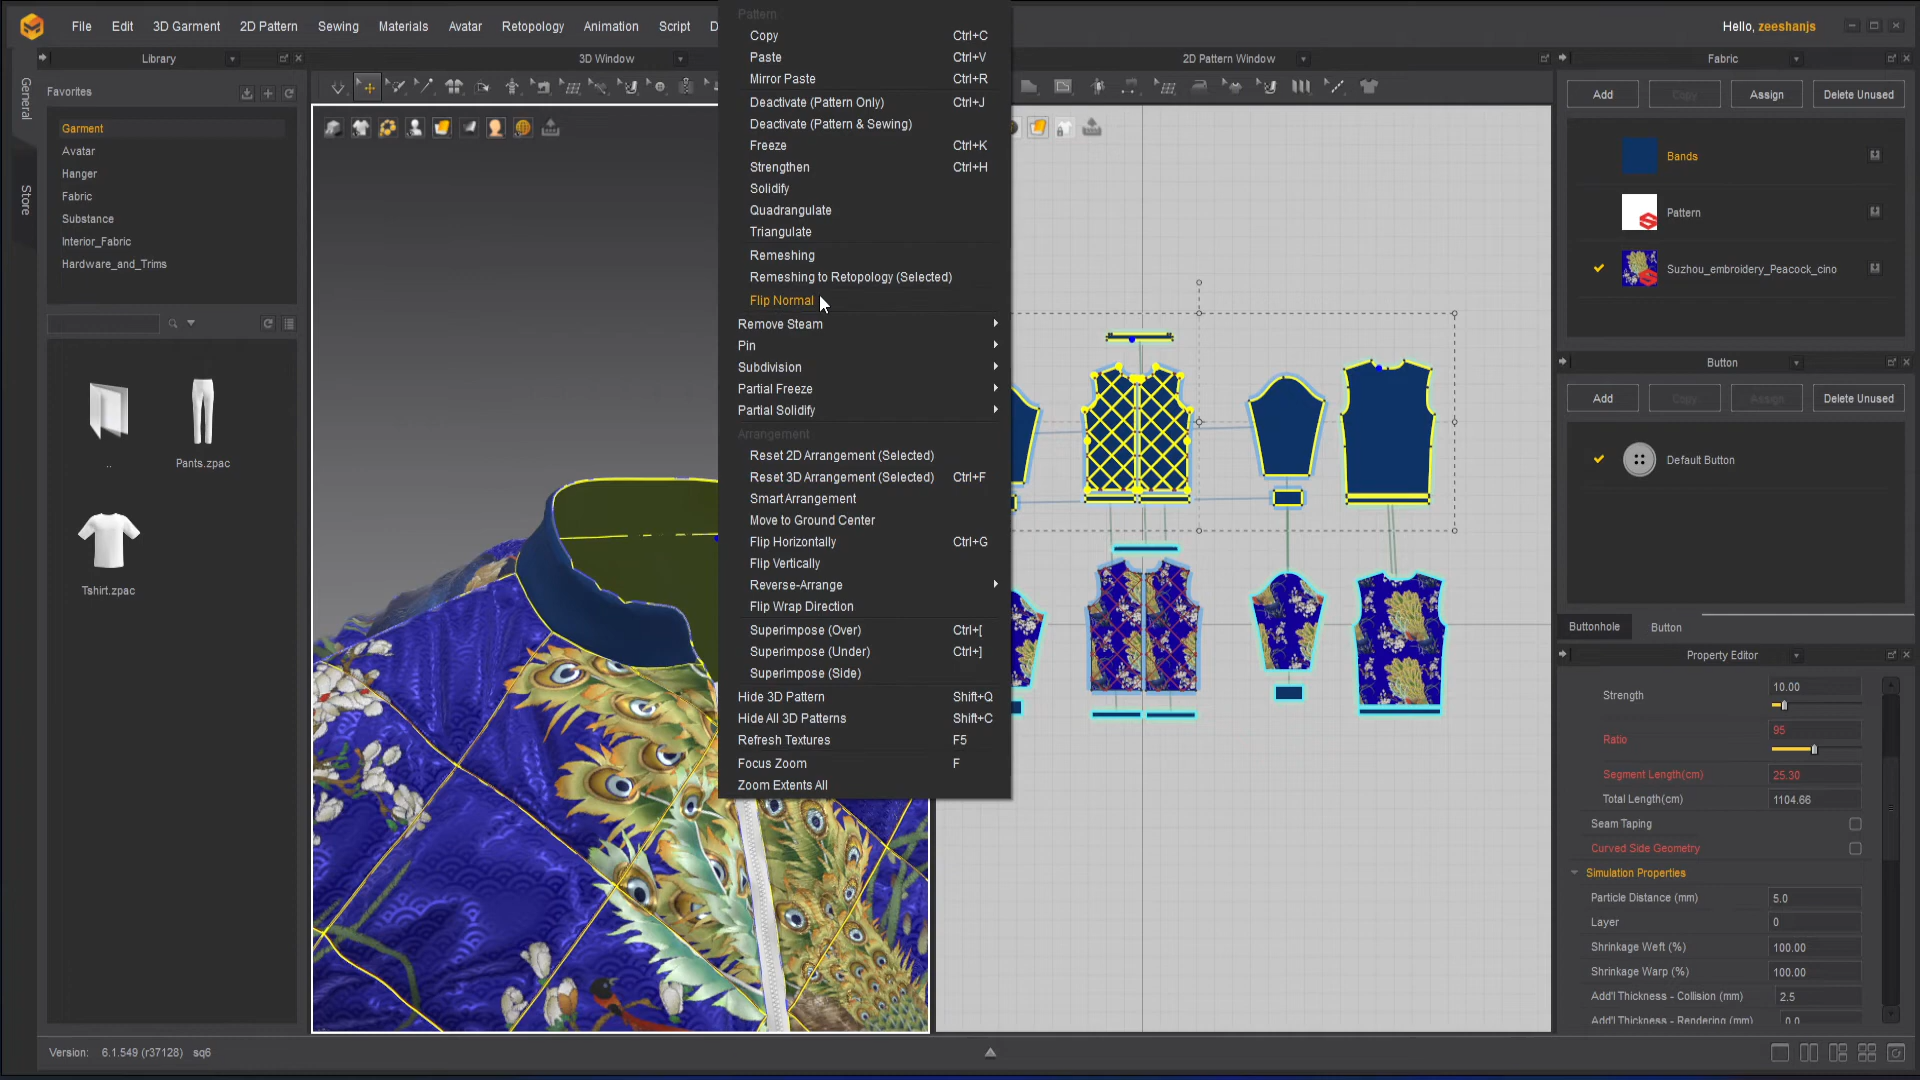 File Edit 3D Garment 2D Pattern Sewing Materials Avatar Retopology Animation Script D
Hello, zeeshanjs
Library
3D Window
2D Pattern Window
Fabric
General
Store
Favorites
Garment
Avatar
Hanger
Fabric
Substance
Interior_Fabric
Hardware_and_Trims
..
Pants.zpac
Tshirt.zpac
Pattern
Copy Ctrl+C
Paste Ctrl+V
Mirror Paste Ctrl+R
Deactivate (Pattern Only) Ctrl+J
Deactivate (Pattern & Sewing)
Freeze Ctrl+K
Strengthen Ctrl+H
Solidify
Quadrangulate
Triangulate
Remeshing
Remeshing to Retopology (Selected)
Flip Normal
Remove Steam
Pin
Subdivision
Partial Freeze
Partial Solidify
Arrangement
Reset 2D Arrangement (Selected)
Reset 3D Arrangement (Selected) Ctrl+F
Smart Arrangement
Move to Ground Center
Flip Horizontally Ctrl+G
Flip Vertically
Reverse-Arrange
Flip Wrap Direction
Superimpose (Over) Ctrl+[
Superimpose (Under) Ctrl+]
Superimpose (Side)
Hide 3D Pattern Shift+Q
Hide All 3D Patterns Shift+C
Refresh Textures F5
Focus Zoom F
Zoom Extents All
Add Copy Assign Delete Unused
Bands
Pattern
Suzhou_embroidery_Peacock_cino
Button
Add Copy Assign Delete Unused
Default Button
Buttonhole Button
Property Editor
Strength 10.00
Ratio 95
Segment Length(cm) 25.30
Total Length(cm) 1104.66
Seam Taping
Curved Side Geometry
Simulation Properties
Particle Distance (mm) 5.0
Layer 0
Shrinkage Weft (%) 100.00
Shrinkage Warp (%) 100.00
Add'l Thickness - Collision (mm) 2.5
Add'l Thickness - Rendering (mm) 0.0
Version: 6.1.549 (r37128) sq6